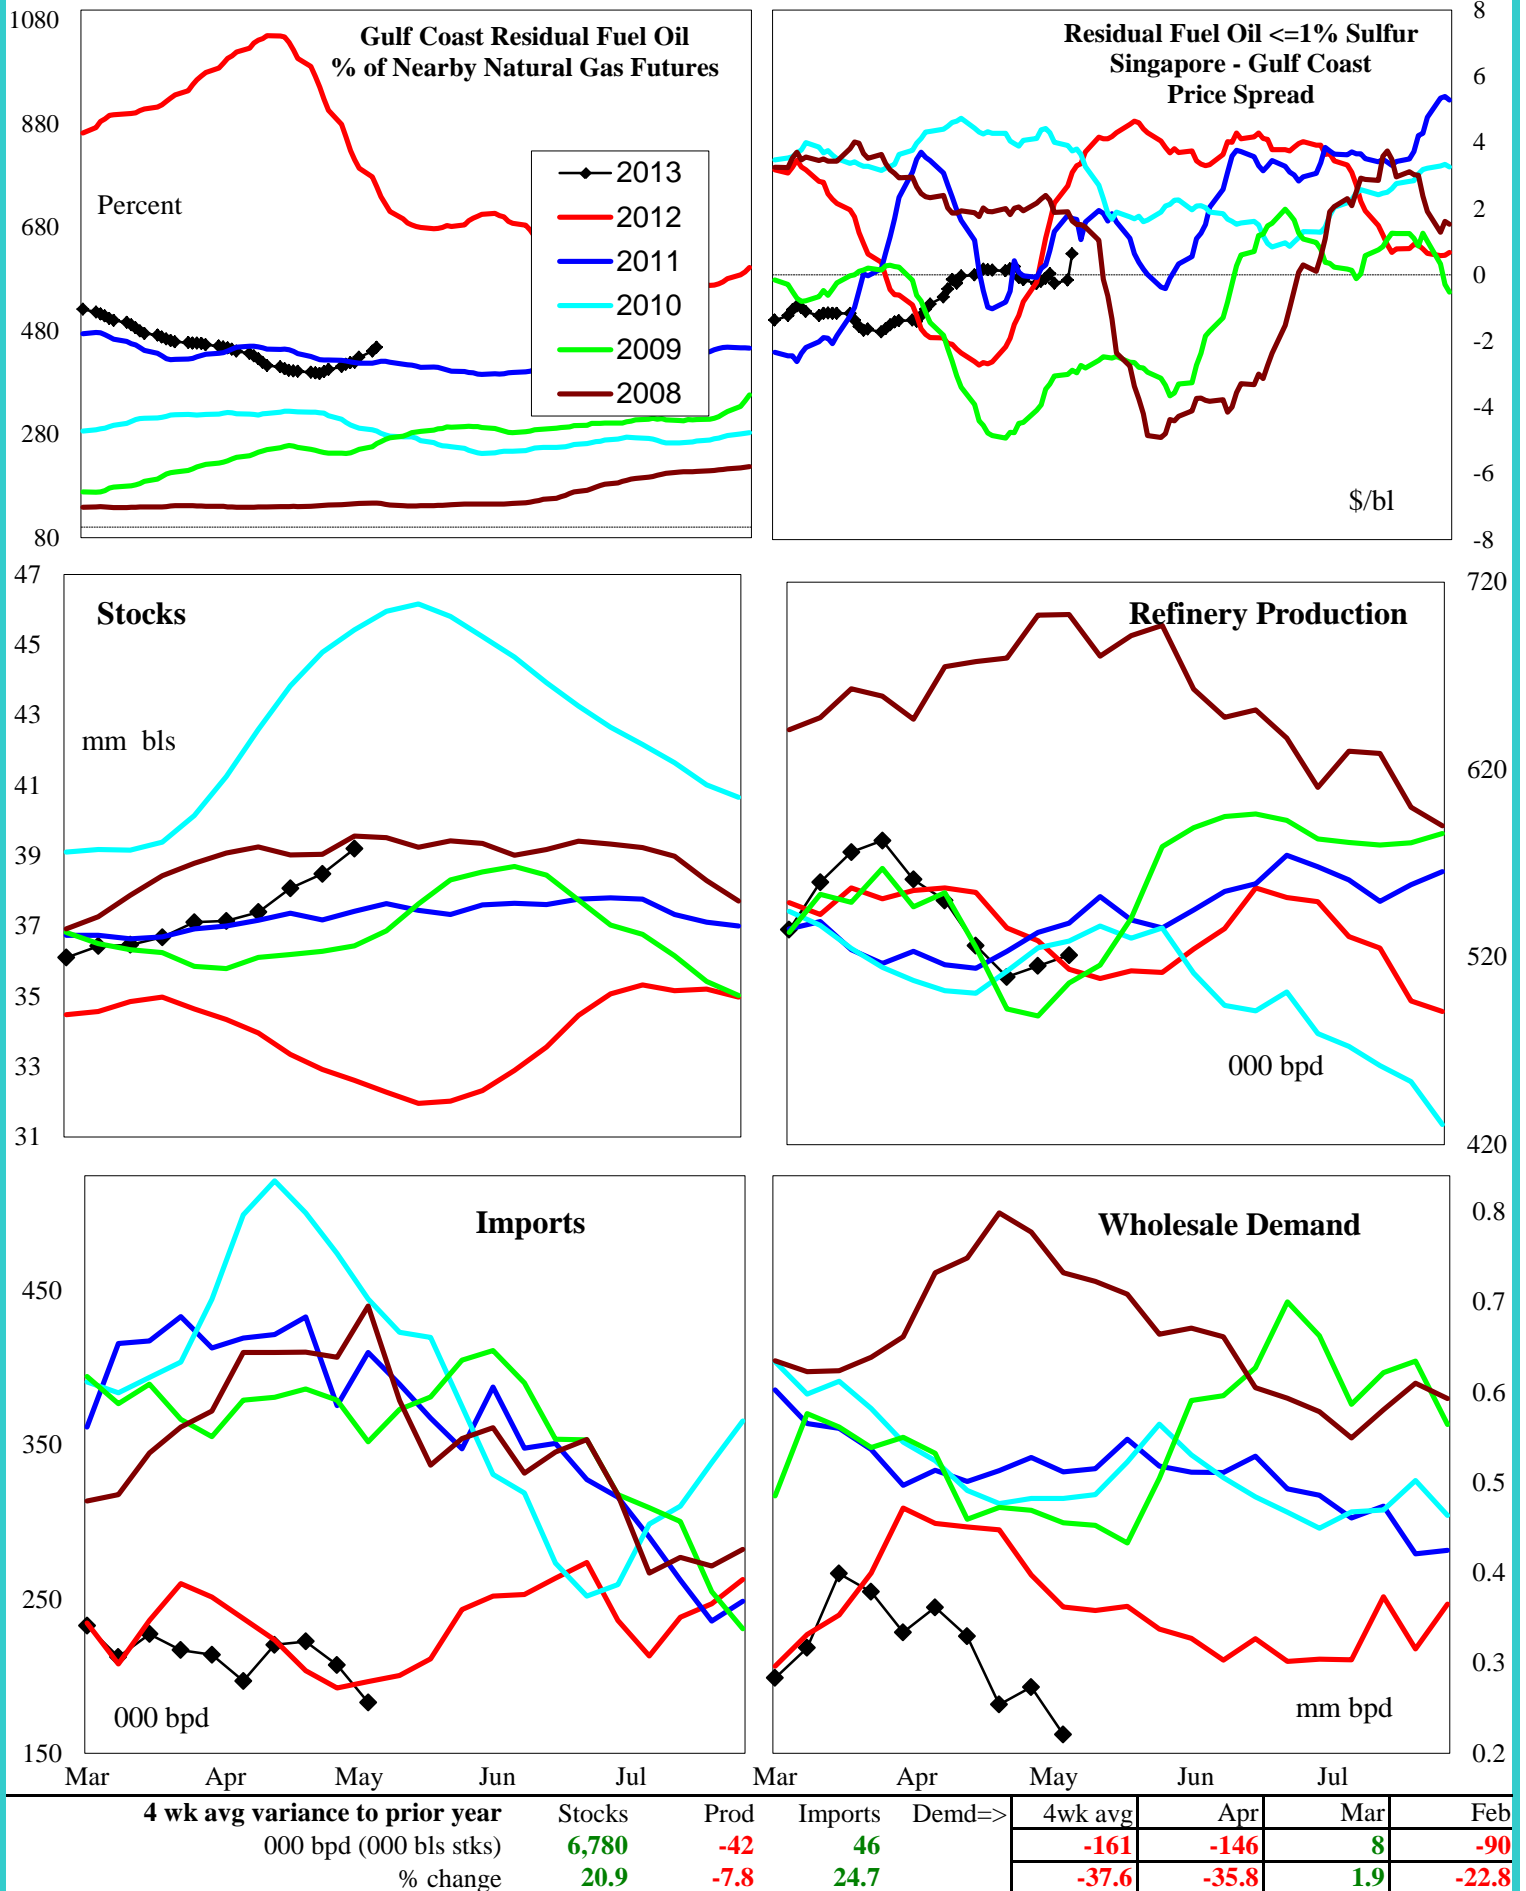 Gulf Coast Residual Fuel Oil
% of Nearby Natural Gas Futures
1080
880
680
480
280
80
Percent
2013
2012
2011
2010
2009
2008
Residual Fuel Oil <=1% Sulfur
Singapore - Gulf Coast
Price Spread
8
6
4
2
0
-2
-4
-6
-8
$/bl
Stocks
47
45
43
41
39
37
35
33
31
mm bls
Refinery Production
720
620
520
420
000 bpd
Imports
450
350
250
150
000 bpd
Mar Apr May Jun Jul
Wholesale Demand
0.8
0.7
0.6
0.5
0.4
0.3
0.2
mm bpd
Mar Apr May Jun Jul
4 wk avg variance to prior year Stocks Prod Imports Demd=> 4wk avg Apr Mar Feb
000 bpd (000 bls stks) 6,780 -42 46 -161 -146 8 -90
% change 20.9 -7.8 24.7 -37.6 -35.8 1.9 -22.8